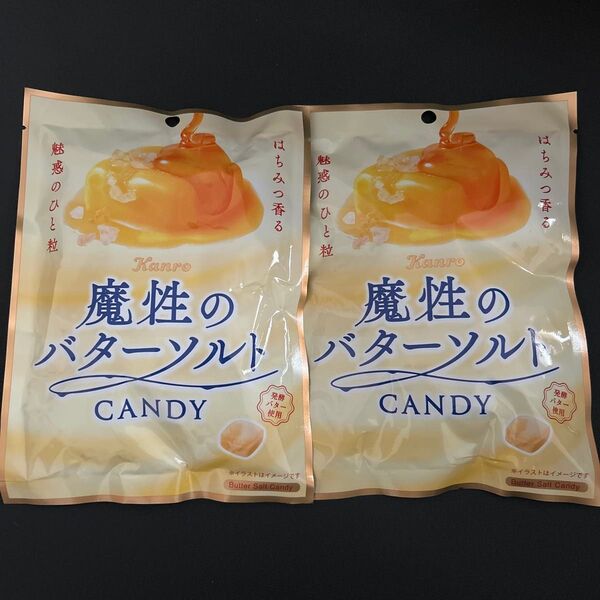 はちみつ香る
魅惑のひと粒
Kanro
魔性の
バターソルト
CANDY
発酵
バター
使用
※イラストはイメージです
Butter Salt Candy
はちみつ香る
魅惑のひと粒
Kanro
魔性の
バターソルト
CANDY
発酵
バター
使用
※イラストはイメージです
Butter Salt Candy